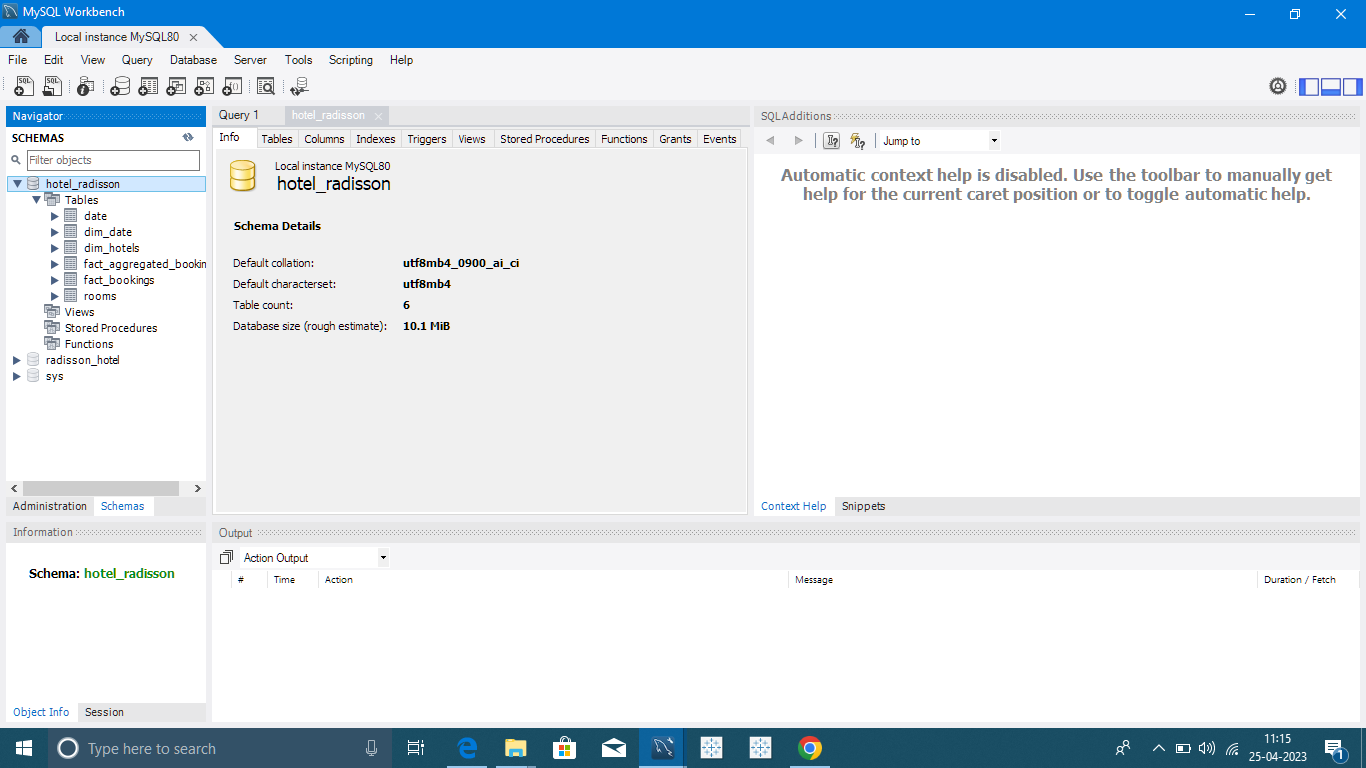 MySQL Workbench
Local instance MySQL80
File Edit View Query Database Server Tools Scripting Help
Navigator
SCHEMAS
Filter objects
hotel_radisson
Tables
date
dim_date
dim_hotels
fact_aggregated_bookin
fact_bookings
rooms
Views
Stored Procedures
Functions
radisson_hotel
sys
Administration Schemas
Information
Schema: hotel_radisson
Object Info Session
Query 1 hotel_radisson
Info Tables Columns Indexes Triggers Views Stored Procedures Functions Grants Events
Local instance MySQL80
hotel_radisson
Schema Details
Default collation: utf8mb4_0900_ai_ci
Default characterset: utf8mb4
Table count: 6
Database size (rough estimate): 10.1 MiB
SQLAdditions
Jump to
Automatic context help is disabled. Use the toolbar to manually get
help for the current caret position or to toggle automatic help.
Context Help Snippets
Output
Action Output
# Time Action Message Duration / Fetch
Type here to search
11:15
25-04-2023
1